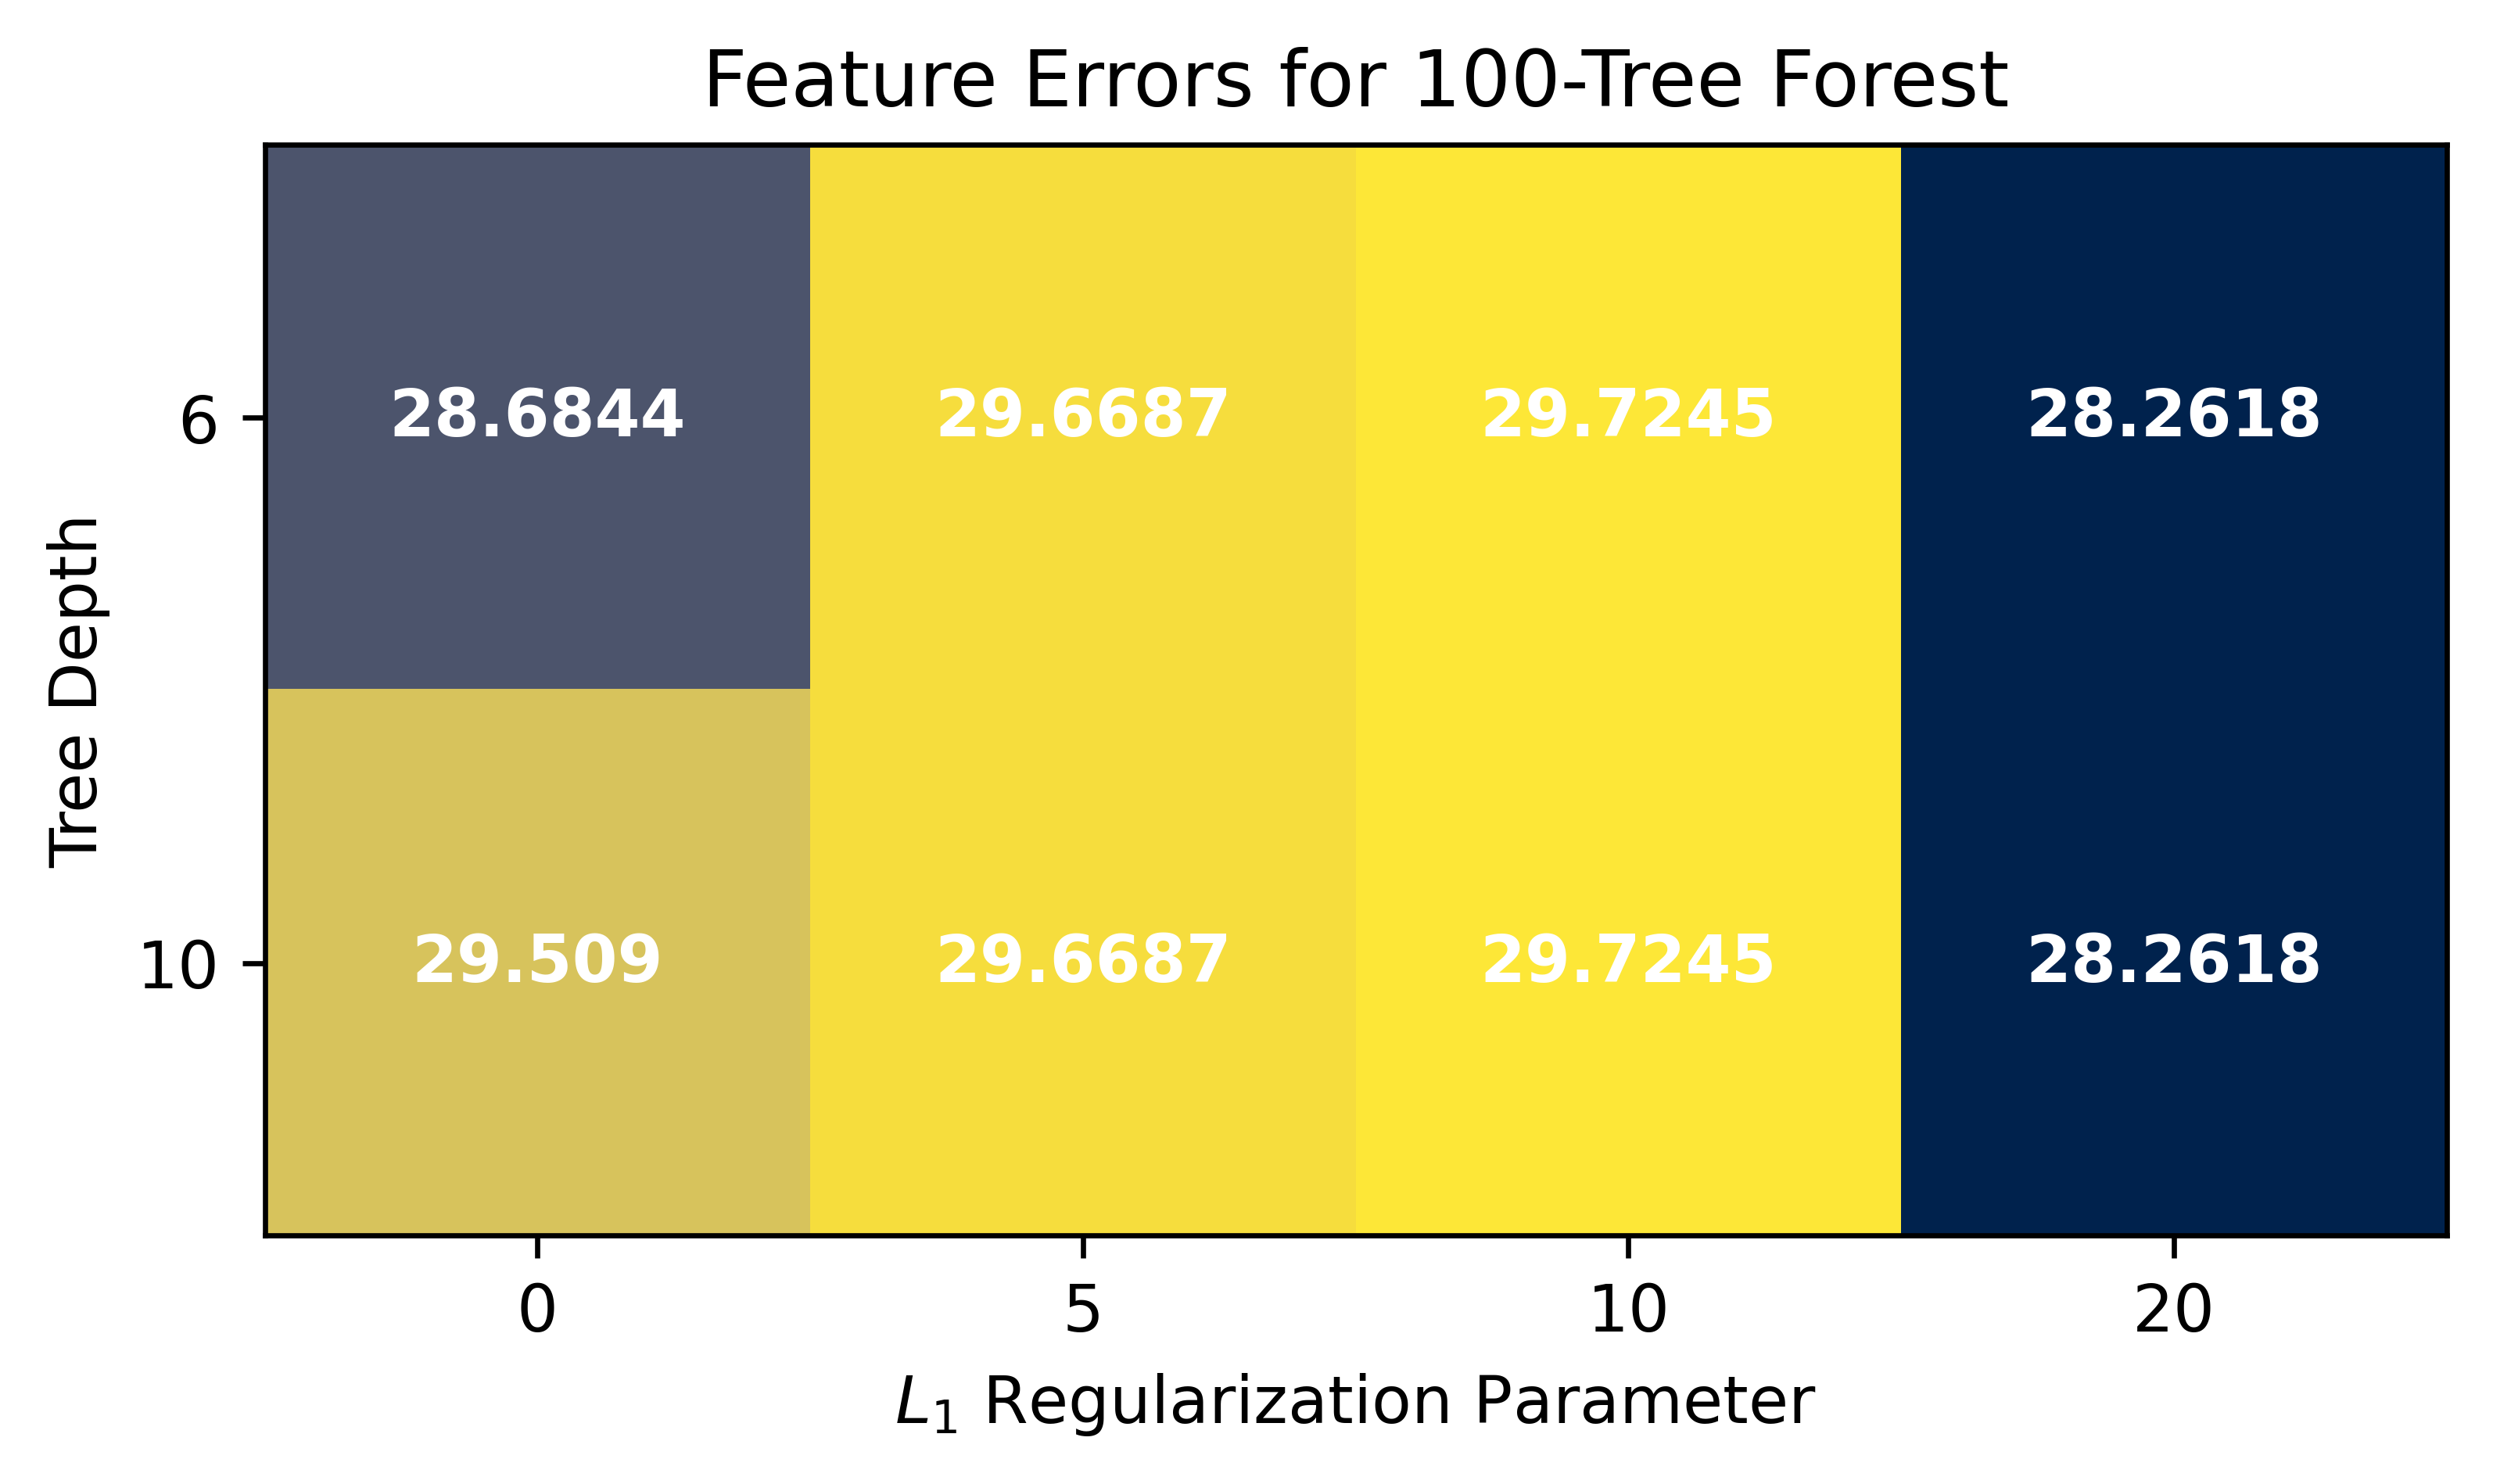 Feature Errors for 100-Tree Forest
Tree Depth
6
28.6844 29.6687 29.7245 28.2618
10
29.509 29.6687 29.7245 28.2618
0 5 10 20
L₁ Regularization Parameter